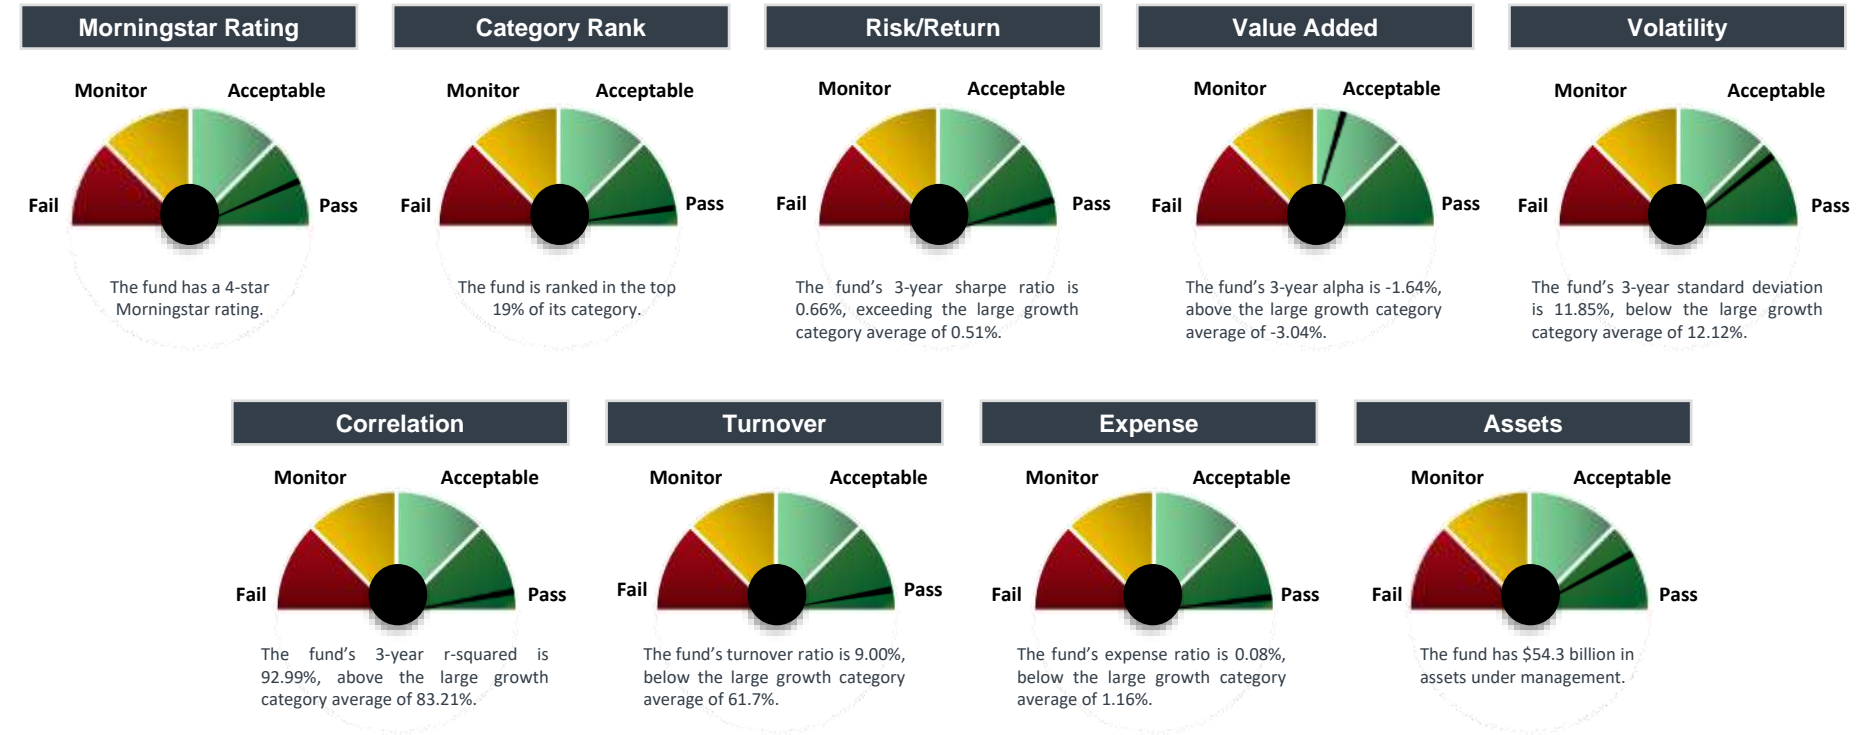 Morningstar Rating
Monitor
Acceptable
Fail
Pass
The fund has a 4-star
Morningstar rating.
Category Rank
Monitor
Acceptable
Fail
Pass
The fund is ranked in the top
19% of its category.
Risk/Return
Monitor
Acceptable
Fail
Pass
The fund's 3-year sharpe ratio is
0.66%, exceeding the large growth
category average of 0.51%.
Value Added
Monitor
Acceptable
Fail
Pass
The fund's 3-year alpha is -1.64%,
above the large growth category
average of -3.04%.
Volatility
Monitor
Acceptable
Fail
Pass
The fund's 3-year standard deviation
is 11.85%, below the large growth
category average of 12.12%.
Correlation
Monitor
Acceptable
Fail
Pass
The fund's 3-year r-squared is
92.99%, above the large growth
category average of 83.21%.
Turnover
Monitor
Acceptable
Fail
Pass
The fund's turnover ratio is 9.00%,
below the large growth category
average of 61.7%.
Expense
Monitor
Acceptable
Fail
Pass
The fund's expense ratio is 0.08%,
below the large growth category
average of 1.16%.
Assets
Monitor
Acceptable
Fail
Pass
The fund has $54.3 billion in
assets under management.